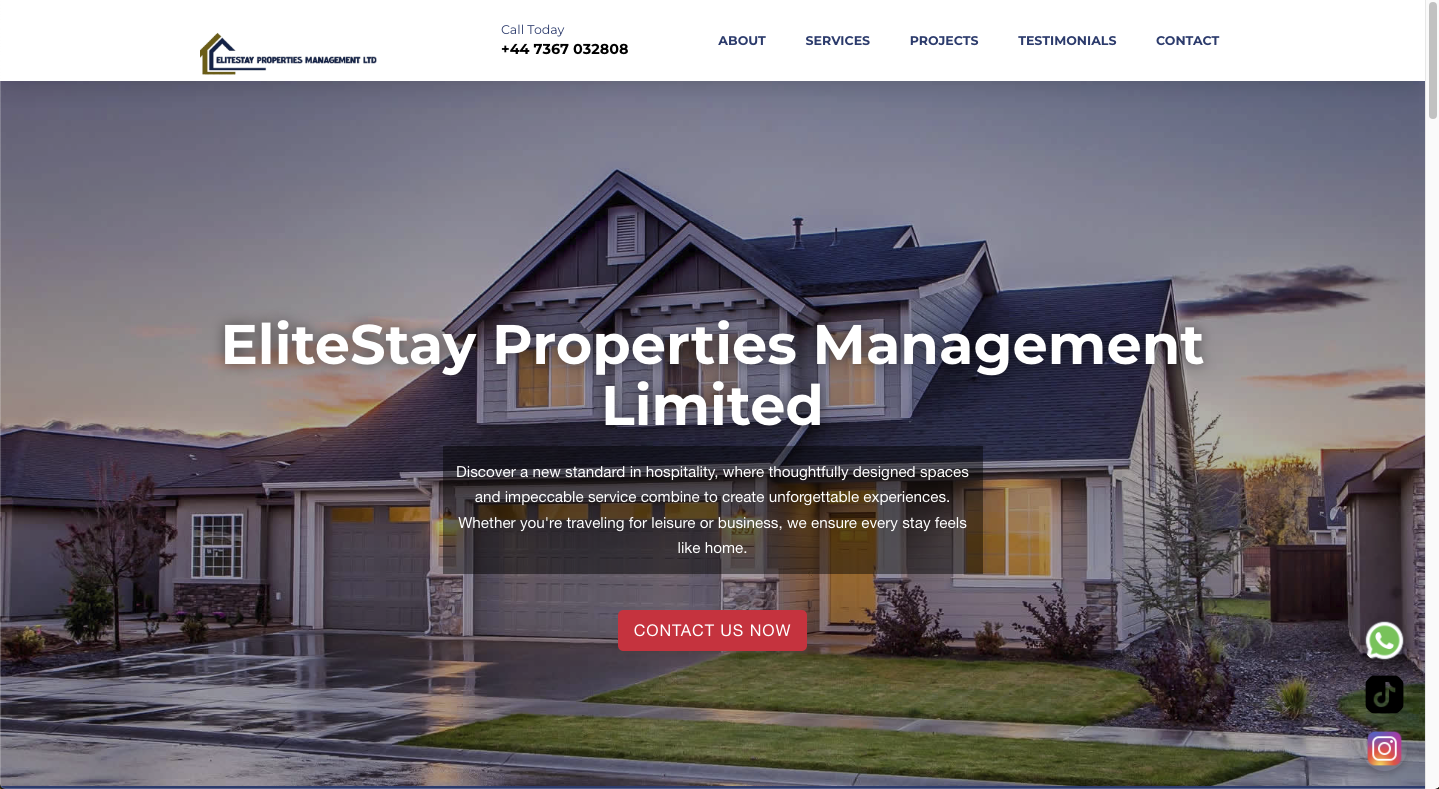 ELITESTAY PROPERTIES MANAGEMENT LTD
Call Today
+44 7367 032808
ABOUT
SERVICES
PROJECTS
TESTIMONIALS
CONTACT
EliteStay Properties Management
Limited
Discover a new standard in hospitality, where thoughtfully designed spaces
and impeccable service combine to create unforgettable experiences.
Whether you're traveling for leisure or business, we ensure every stay feels
like home.
CONTACT US NOW